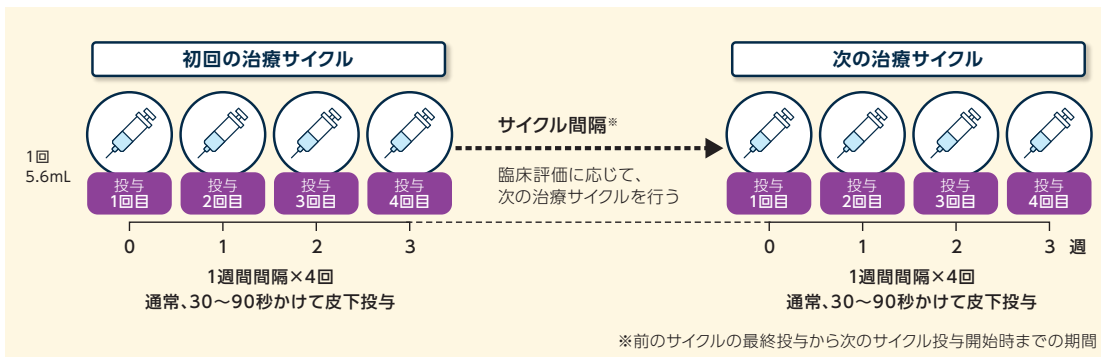 初回の治療サイクル
次の治療サイクル
1回
5.6mL
投与
1回目
投与
2回目
投与
3回目
投与
4回目
サイクル間隔※
臨床評価に応じて、
次の治療サイクルを行う
投与
1回目
投与
2回目
投与
3回目
投与
4回目
0 1 2 3
0 1 2 3 週
1週間間隔×4回
通常、30~90秒かけて皮下投与
1週間間隔×4回
通常、30~90秒かけて皮下投与
※前のサイクルの最終投与から次のサイクル投与開始時までの期間